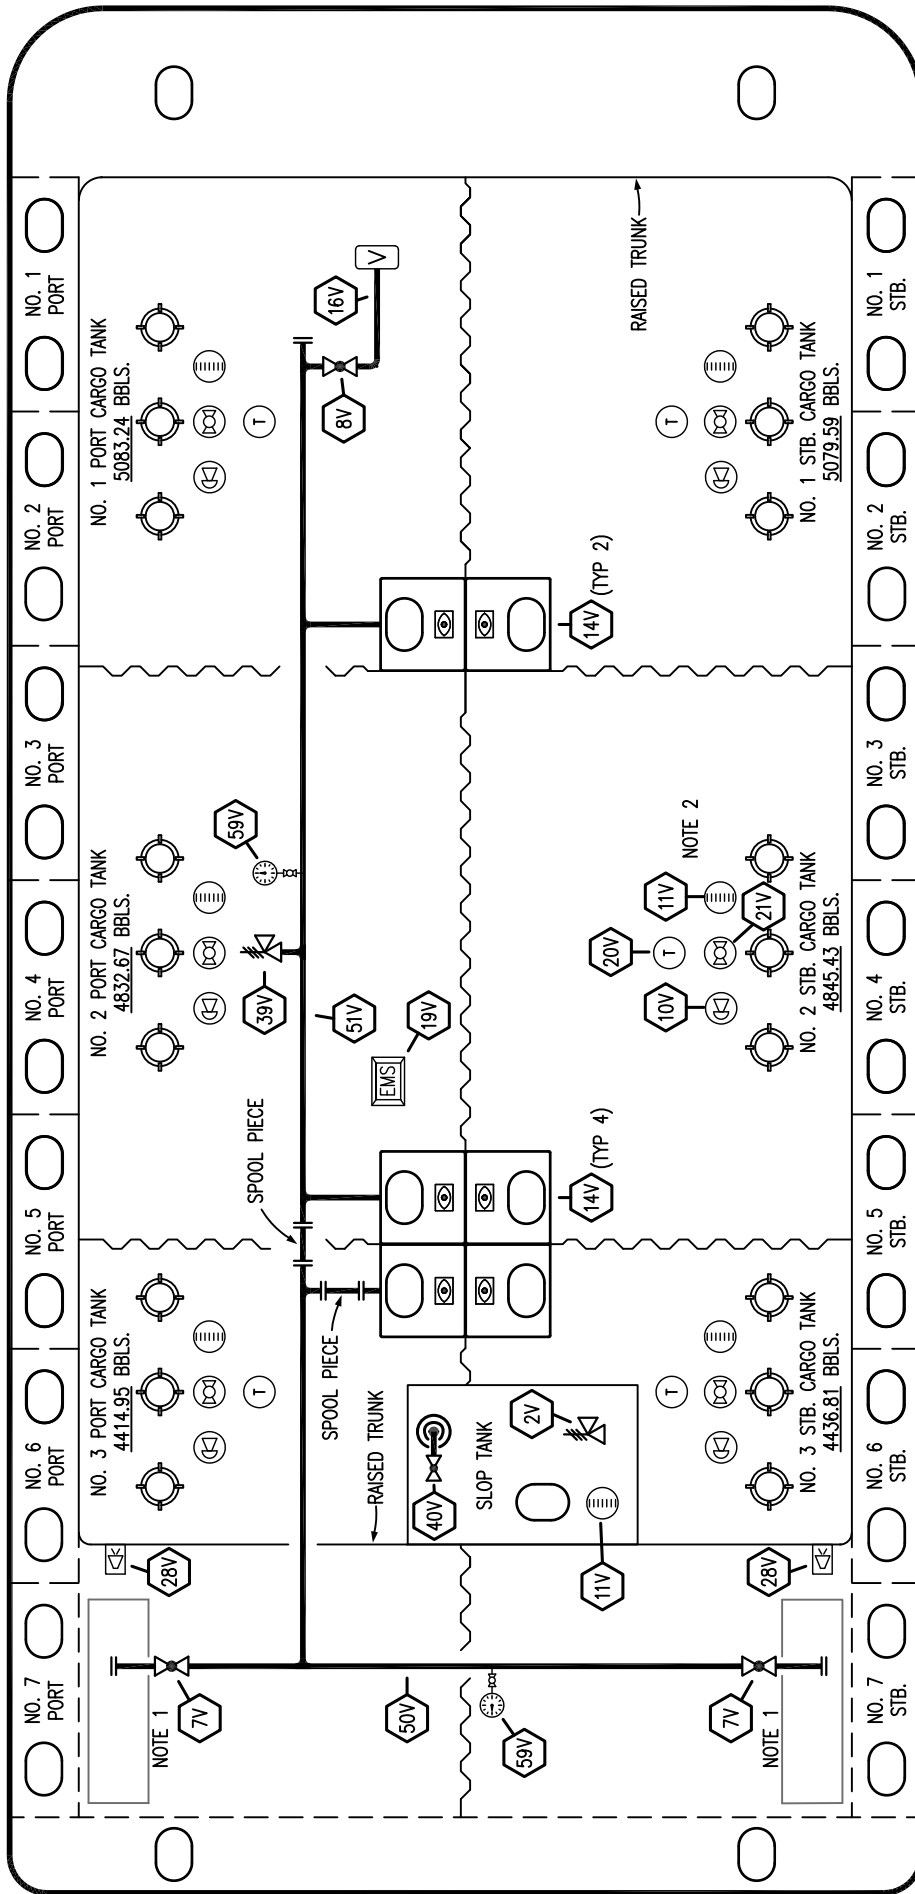 NO. 1
PORT
NO. 2
PORT
NO. 3
PORT
NO. 4
PORT
NO. 5
PORT
NO. 6
PORT
NO. 7
PORT
NO. 1 PORT CARGO TANK
5083.24 BBLS.
T
8V
16V
V
NO. 2 PORT CARGO TANK
4832.67 BBLS.
T
39V
59V
51V
EMS
19V
NO. 3 PORT CARGO TANK
4414.95 BBLS.
T
SPOOL PIECE
SPOOL PIECE
RAISED TRUNK
28V
7V
NOTE 1
50V
59V
SLOP TANK
40V
2V
11V
14V
(TYP 4)
14V
(TYP 2)
RAISED TRUNK
28V
7V
NOTE 1
T
NO. 3 STB. CARGO TANK
4436.81 BBLS.
20V
T
10V
11V
21V
NOTE 2
NO. 2 STB. CARGO TANK
4845.43 BBLS.
T
NO. 1 STB. CARGO TANK
5079.59 BBLS.
NO. 7
STB.
NO. 6
STB.
NO. 5
STB.
NO. 4
STB.
NO. 3
STB.
NO. 2
STB.
NO. 1
STB.